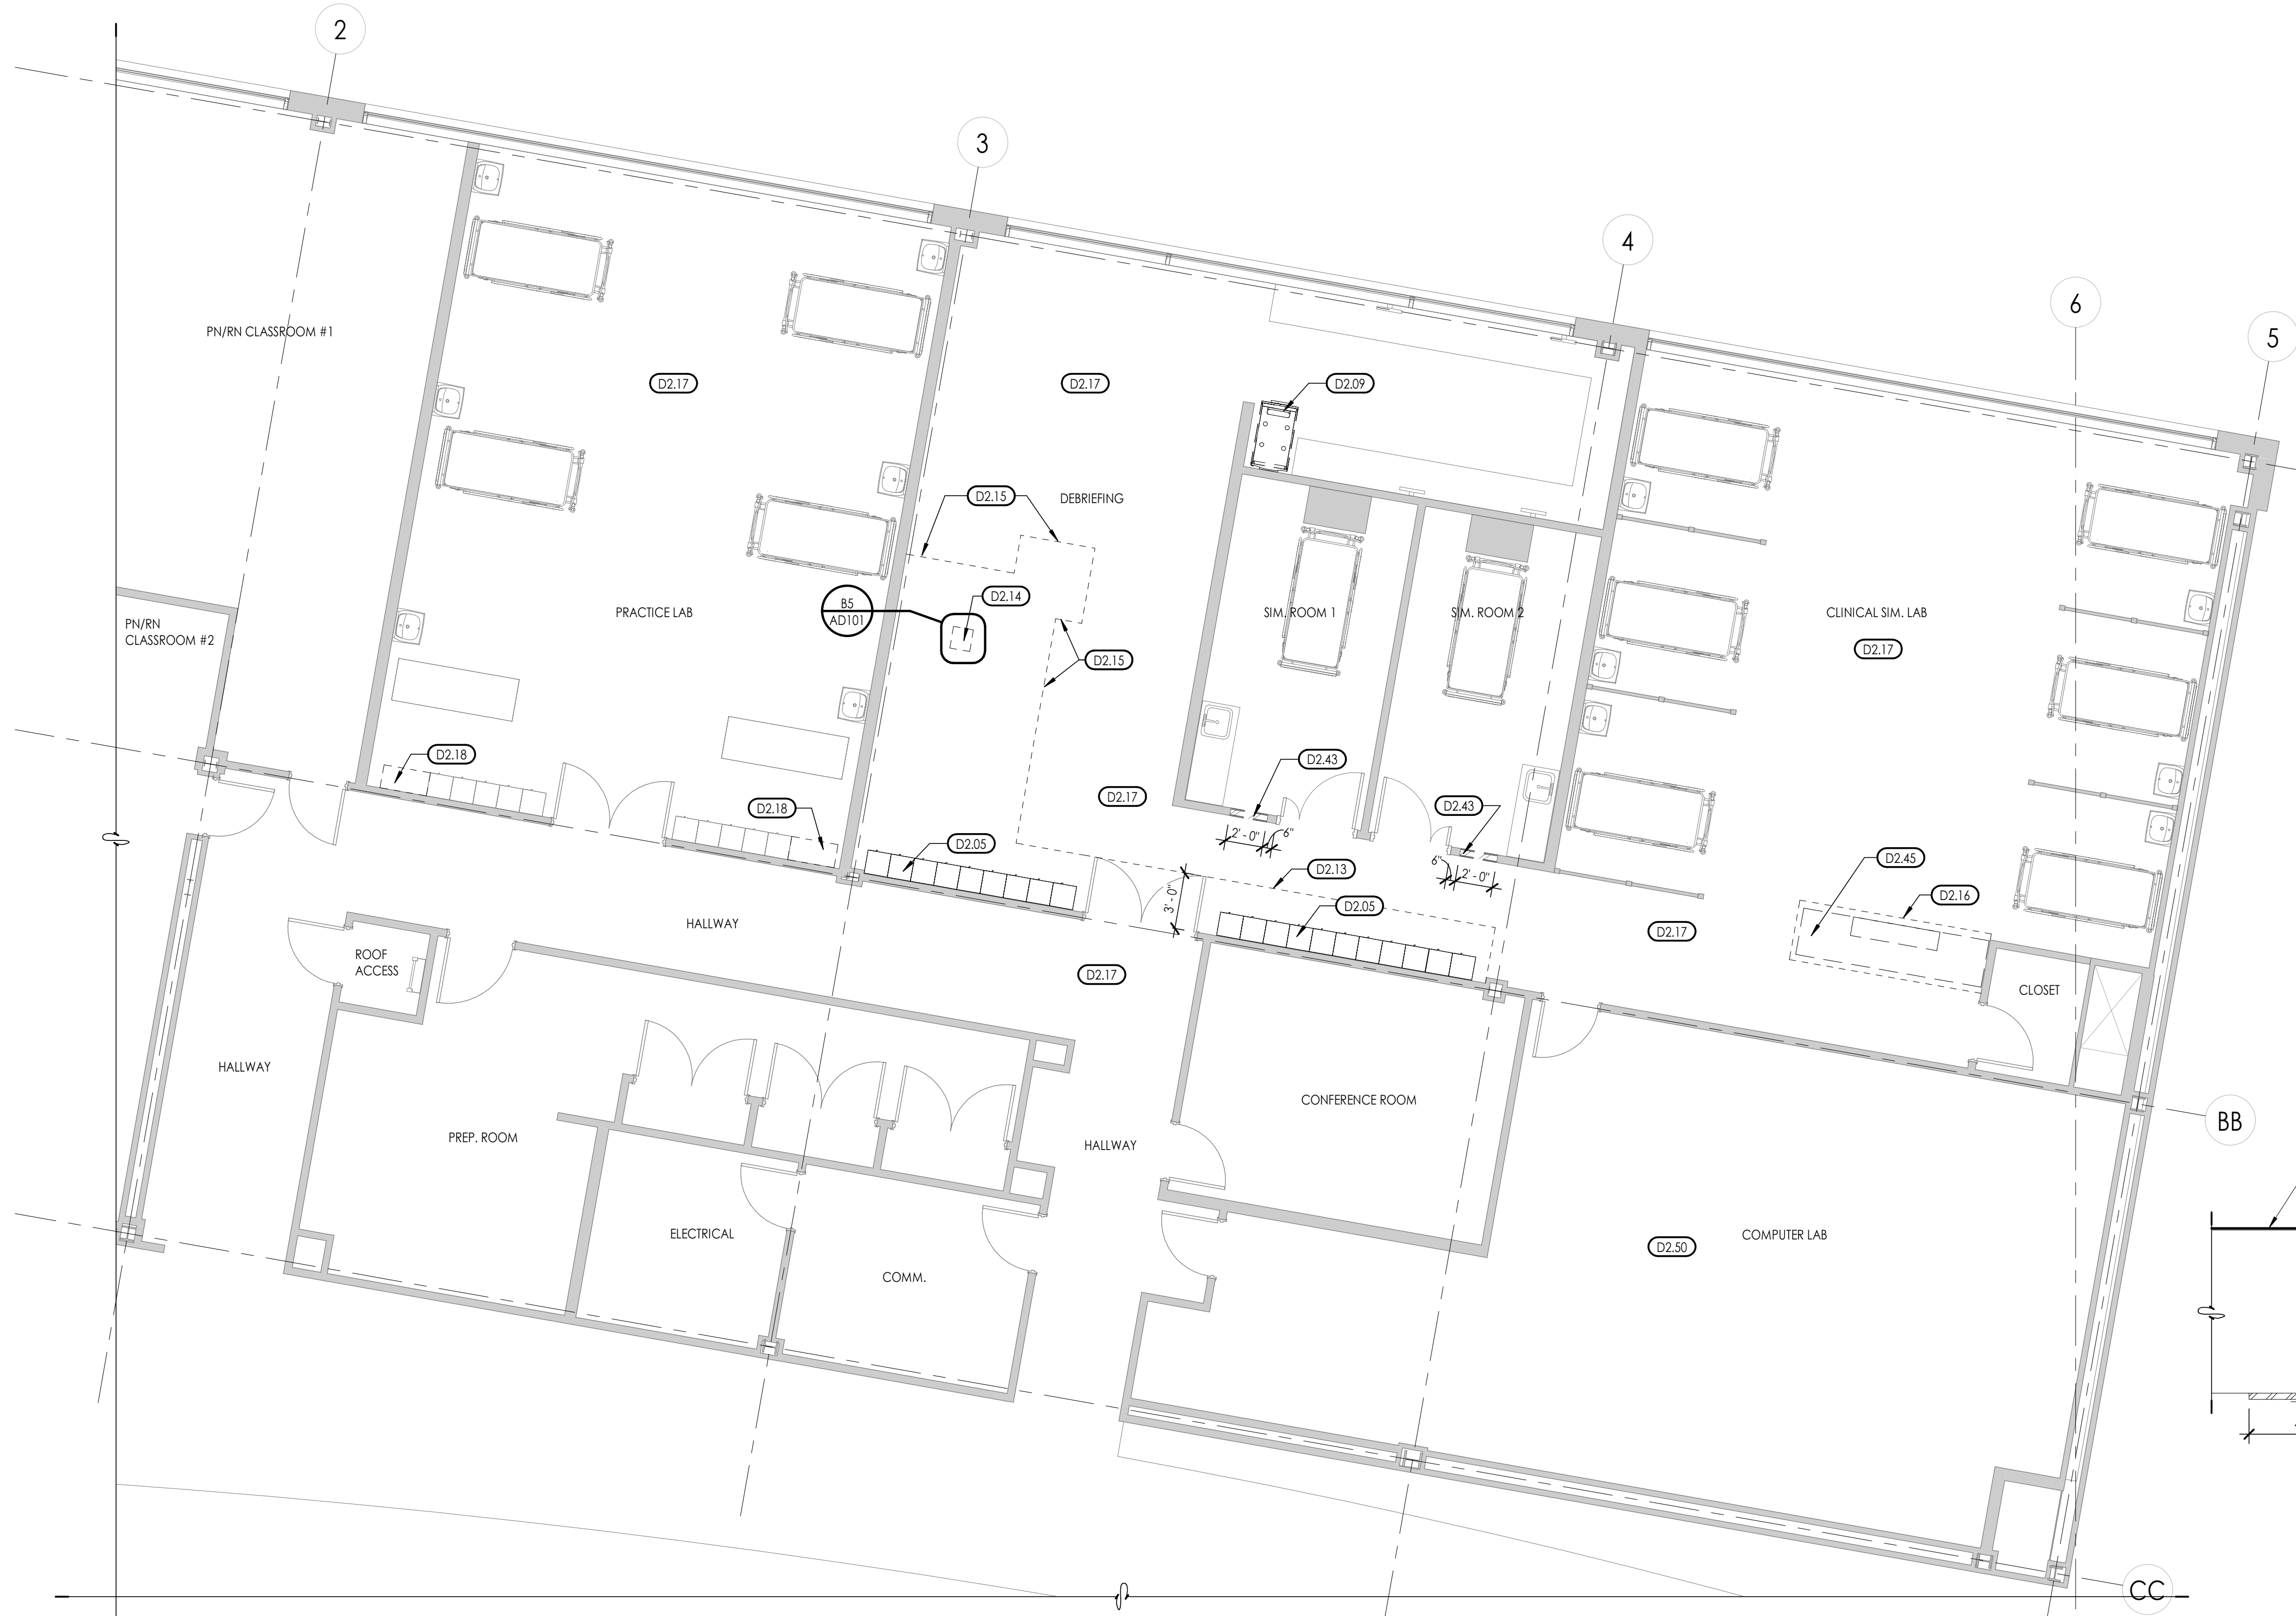 2
3
4
6
5
PN/RN CLASSROOM #1
D2.17
D2.17
D2.09
D2.15
DEBRIEFING
B5
AD101
D2.14
PRACTICE LAB
SIM. ROOM 1
SIM. ROOM 2
CLINICAL SIM. LAB
PN/RN
CLASSROOM #2
D2.17
D2.15
D2.18
D2.43
D2.17
D2.18
D2.43
2' - 0"
6"
D2.05
D2.45
6"
2' - 0"
D2.13
D2.16
3' - 0"
D2.05
HALLWAY
D2.17
ROOF
ACCESS
D2.17
CLOSET
HALLWAY
CONFERENCE ROOM
BB
PREP. ROOM
HALLWAY
ELECTRICAL
COMPUTER LAB
D2.50
COMM.
CC